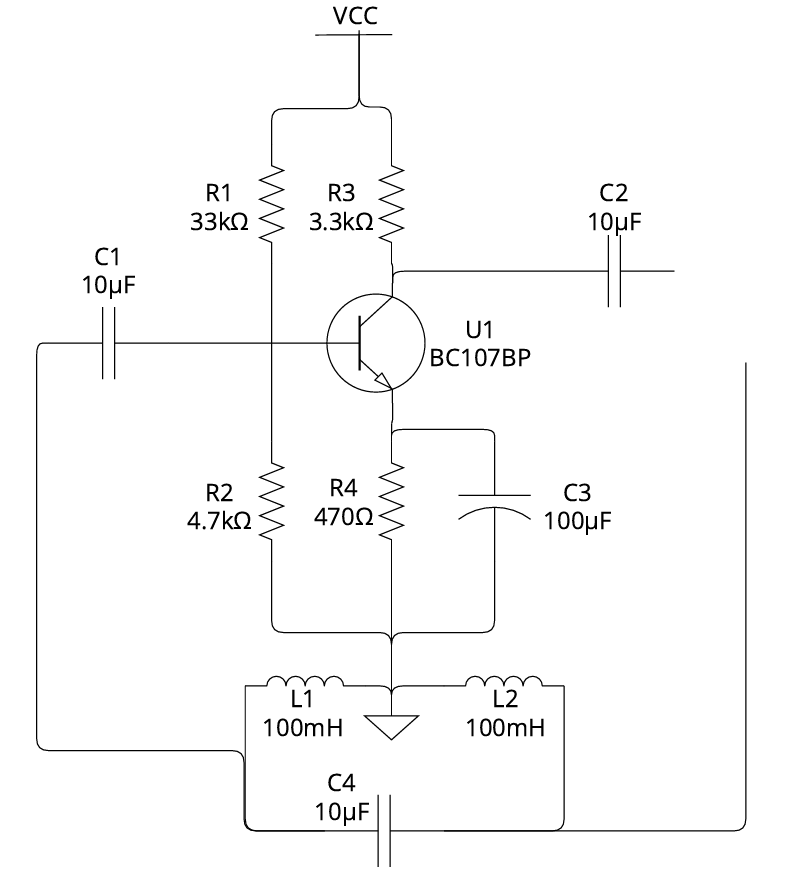 VCC
R1
33kΩ
R3
3.3kΩ
C2
10µF
C1
10µF
U1
BC107BP
R2
4.7kΩ
R4
470Ω
C3
100µF
L1
100mH
L2
100mH
C4
10µF